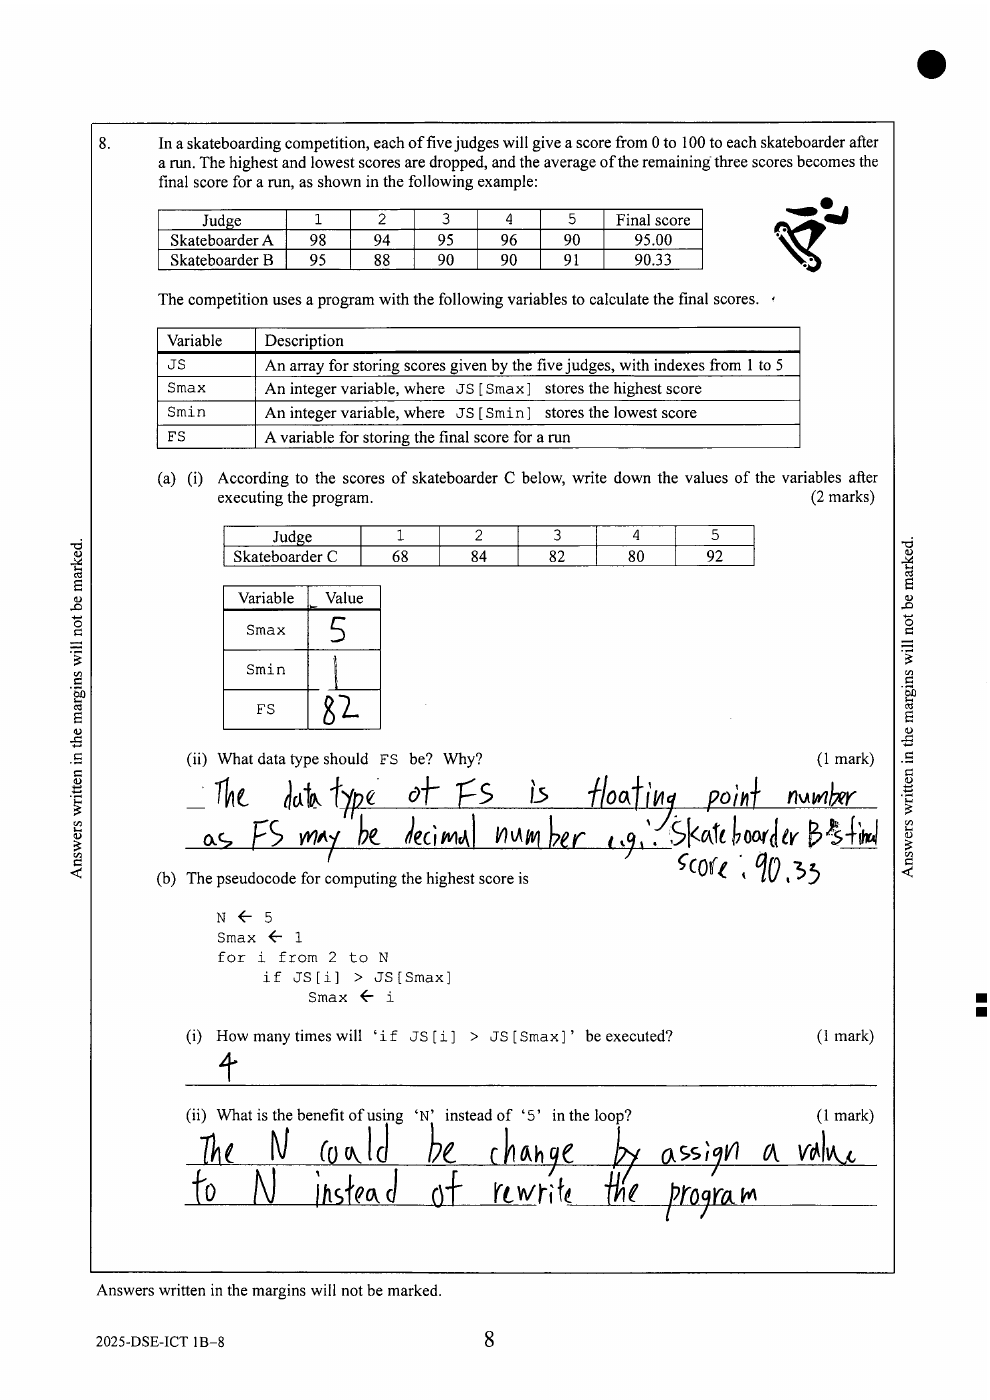 8. In a skateboarding competition, each of five judges will give a score from 0 to 100 to each skateboarder after
a run. The highest and lowest scores are dropped, and the average of the remaining three scores becomes the
final score for a run, as shown in the following example:
Judge 1 2 3 4 5 Final score
Skateboarder A 98 94 95 96 90 95.00
Skateboarder B 95 88 90 90 91 90.33
The competition uses a program with the following variables to calculate the final scores.
Variable Description
JS An array for storing scores given by the five judges, with indexes from 1 to 5
Smax An integer variable, where JS[Smax] stores the highest score
Smin An integer variable, where JS[Smin] stores the lowest score
FS A variable for storing the final score for a run
(a) (i) According to the scores of skateboarder C below, write down the values of the variables after
executing the program. (2 marks)
Judge 1 2 3 4 5
Skateboarder C 68 84 82 80 92
Variable Value
Smax 5
Smin 1
FS 82
(ii) What data type should FS be? Why? (1 mark)
The data type of FS is floating point number
as FS may be decimal number e.g.: Skateboarder B's final
score : 90.33
(b) The pseudocode for computing the highest score is
N ← 5
Smax ← 1
for i from 2 to N
if JS[i] > JS[Smax]
Smax ← i
(i) How many times will ‘if JS[i] > JS[Smax]’ be executed? (1 mark)
4
(ii) What is the benefit of using ‘N’ instead of ‘5’ in the loop? (1 mark)
The N could be change by assign a value
to N instead of rewrite the program
Answers written in the margins will not be marked.
Answers written in the margins will not be marked.
Answers written in the margins will not be marked.
2025-DSE-ICT 1B–8 8